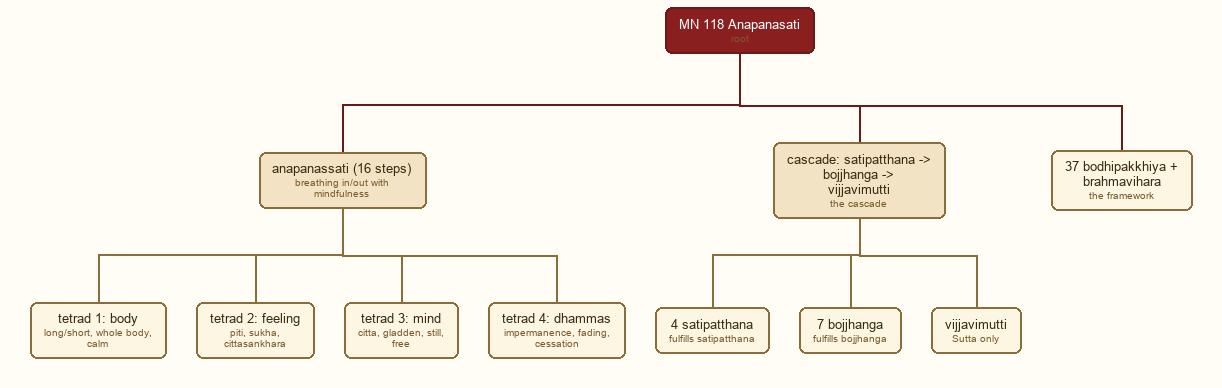 MN 118 Anapanasati
root
anapanassati (16 steps)
breathing in/out with
mindfulness
cascade: satipatthana ->
bojjhanga ->
vijjavimutti
the cascade
37 bodhipakkhiya +
brahmavihara
the framework
tetrad 1: body
long/short, whole body,
calm
tetrad 2: feeling
piti, sukha,
cittasankhara
tetrad 3: mind
citta, gladden, still,
free
tetrad 4: dhammas
impermanence, fading,
cessation
4 satipatthana
fulfills satipatthana
7 bojjhanga
fulfills bojjhanga
vijjavimutti
Sutta only